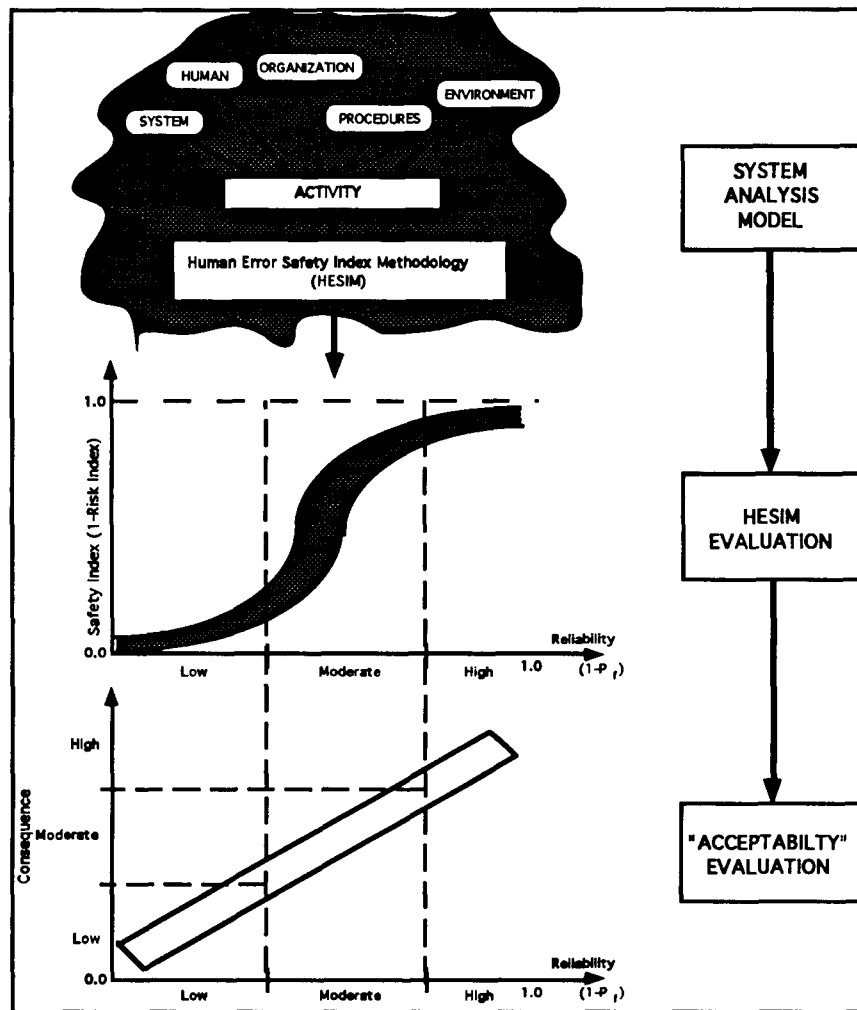 HUMAN
ORGANIZATION
ENVIRONMENT
SYSTEM
PROCEDURES
ACTIVITY
Human Error Safety Index Methodology
(HESIM)
SYSTEM
ANALYSIS
MODEL
1.0
Safety Index (1-Risk Index)
0.0
Low
Moderate
High
1.0
Reliability
(1-P f)
HESIM
EVALUATION
High
Moderate
Low
Consequence
0.0
Low
Moderate
High
1.0
Reliability
(1-P f)
"ACCEPTABILTY"
EVALUATION